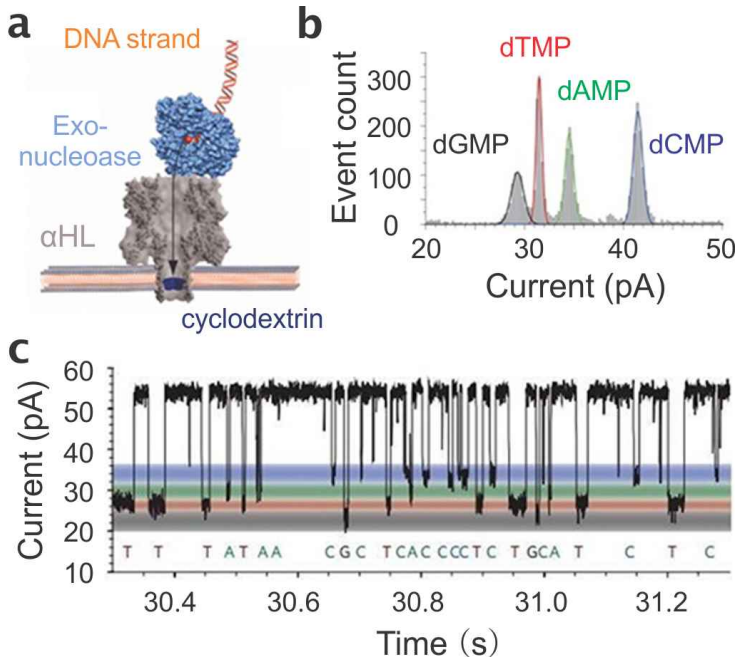 a
DNA strand
Exo-
nucleoase
αHL
cyclodextrin
b
dTMP
dAMP
dGMP
dCMP
Event count
300
200
100
0
20 30 40 50
Current (pA)
c
Current (pA)
60
50
40
30
20
10
T T T A T A A C G C T C A C C C C T C T G C A T C T C
30.4 30.6 30.8 31.0 31.2
Time (s)